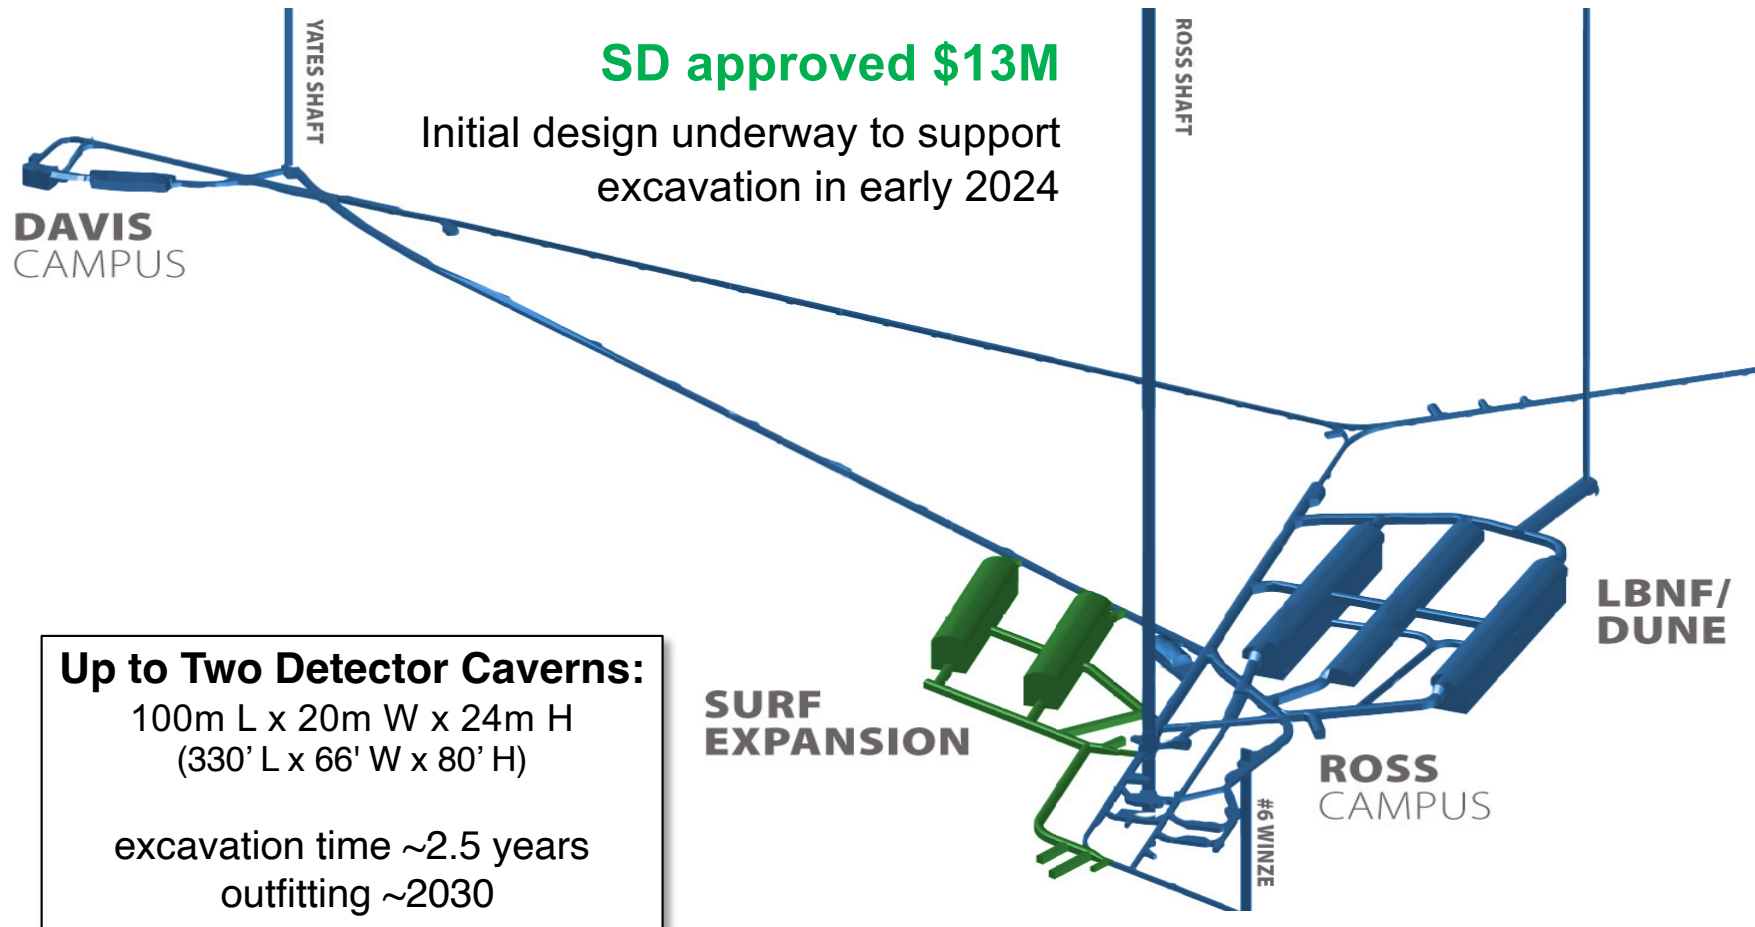 YATES SHAFT
SD approved $13M
Initial design underway to support
excavation in early 2024
ROSS SHAFT
DAVIS
CAMPUS
LBNF/
DUNE
Up to Two Detector Caverns:
100m L x 20m W x 24m H
(330’ L x 66' W x 80’ H)
excavation time ~2.5 years
outfitting ~2030
SURF
EXPANSION
ROSS
CAMPUS
#6 WINZE